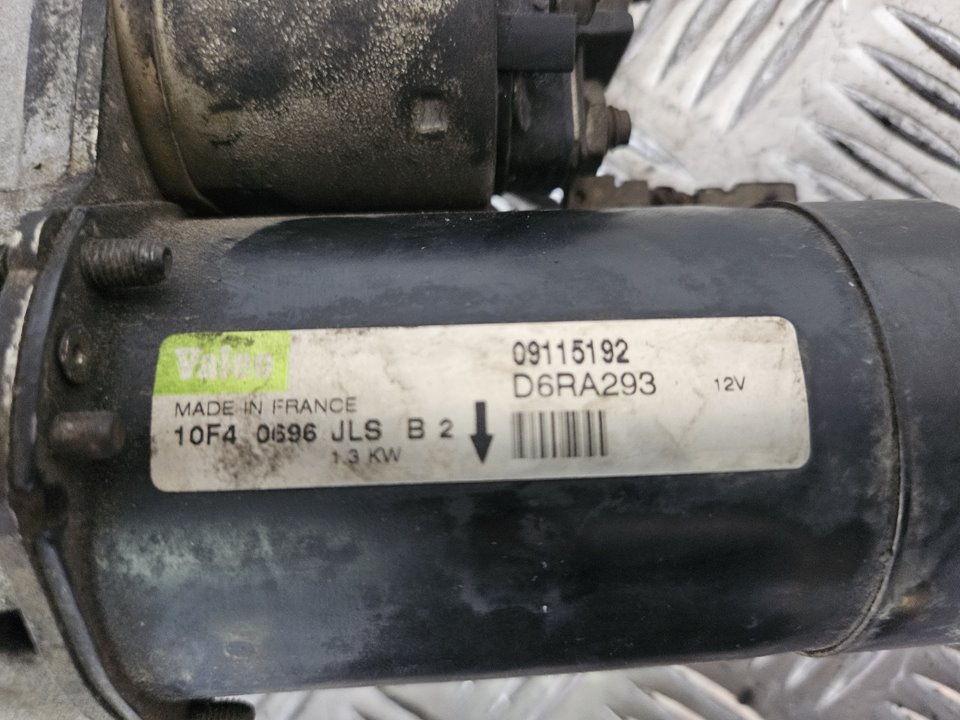 Valeo
09115192
D6RA293 12V
MADE IN FRANCE
10F4 0696 JLS B 2
1.3 KW